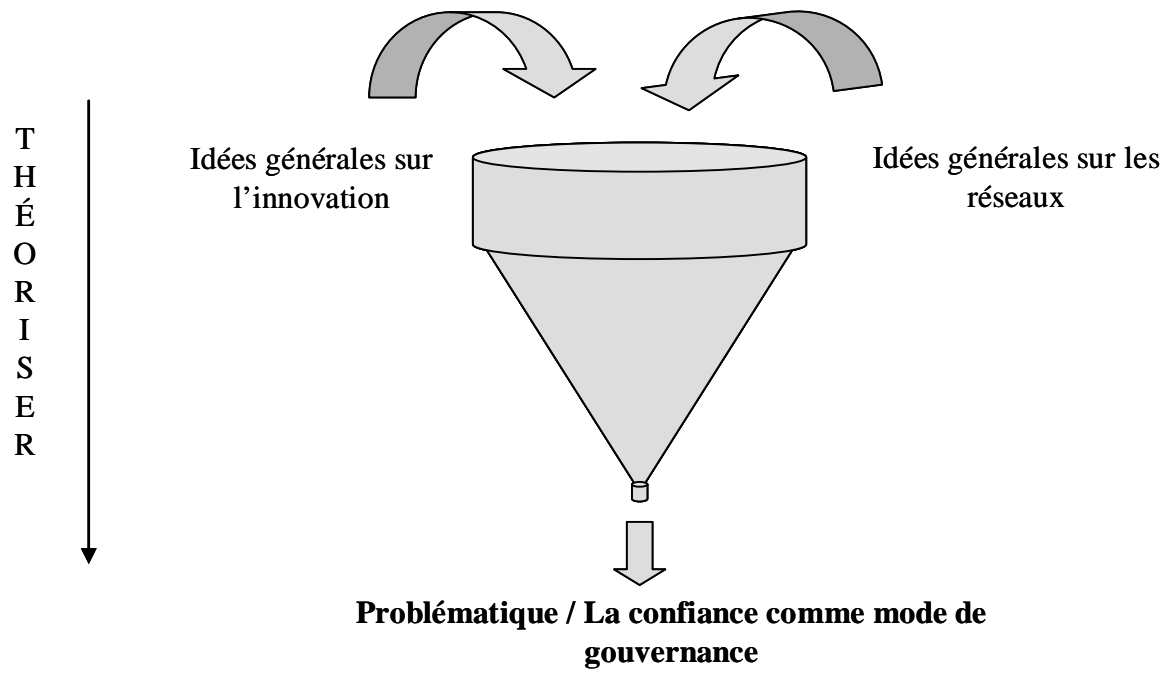 T
H
É
O
R
I
S
E
R
Idées générales sur
l’innovation
Idées générales sur les
réseaux
Problématique / La confiance comme mode de
gouvernance